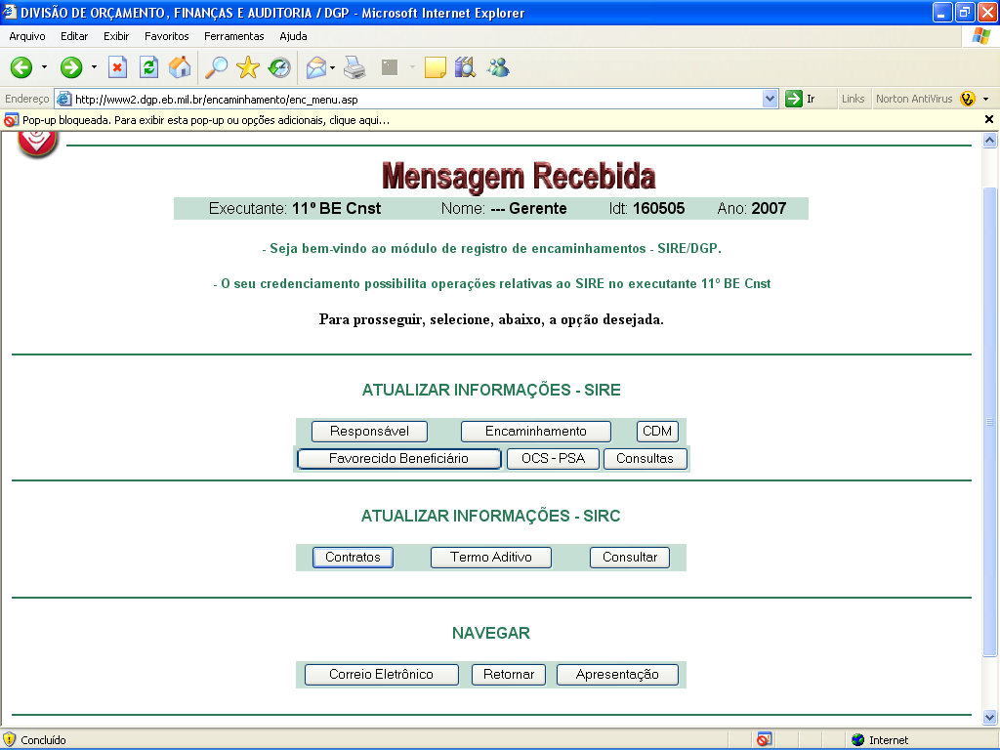 DIVISÃO DE ORÇAMENTO, FINANÇAS E AUDITORIA / DGP - Microsoft Internet Explorer
Arquivo Editar Exibir Favoritos Ferramentas Ajuda
Endereço http://www2.dgp.eb.mil.br/encaminhamento/enc_menu.asp Ir Links Norton AntiVirus
Pop-up bloqueada. Para exibir esta pop-up ou opções adicionais, clique aqui...
Mensagem Recebida
Executante: 11º BE Cnst Nome: --- Gerente Idt: 160505 Ano: 2007
- Seja bem-vindo ao módulo de registro de encaminhamentos - SIRE/DGP.
- O seu credenciamento possibilita operações relativas ao SIRE no executante 11º BE Cnst
Para prosseguir, selecione, abaixo, a opção desejada.
ATUALIZAR INFORMAÇÕES - SIRE
Responsável Encaminhamento CDM
Favorecido Beneficiário OCS - PSA Consultas
ATUALIZAR INFORMAÇÕES - SIRC
Contratos Termo Aditivo Consultar
NAVEGAR
Correio Eletrônico Retornar Apresentação
Concluído Internet